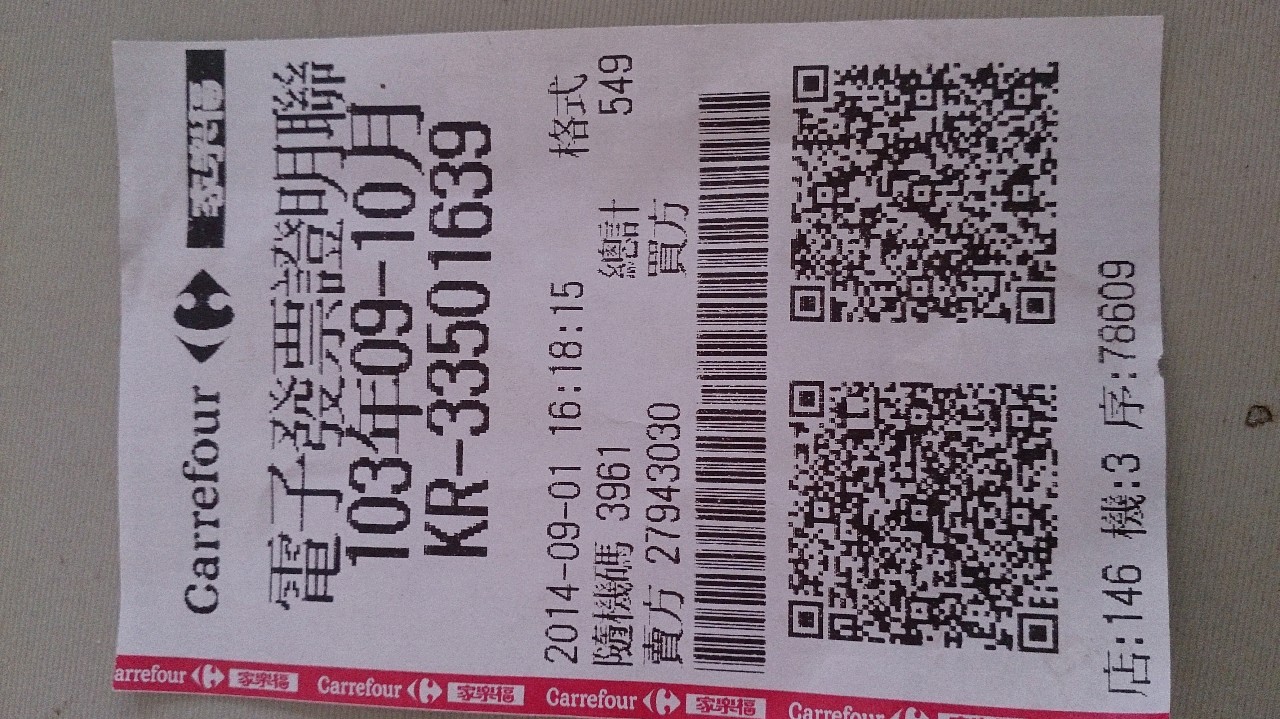 Carrefour 家樂福
電子發票證明聯
103年09-10月
KR-33501639
2014-09-01 16:18:15 格式
隨機碼 3961 總計 549
賣方 27943030 買方
店:146 機:3 序:78609
arrefour 家樂福 Carrefour 家樂福 Carrefour 家樂福 Carrefour 家樂福